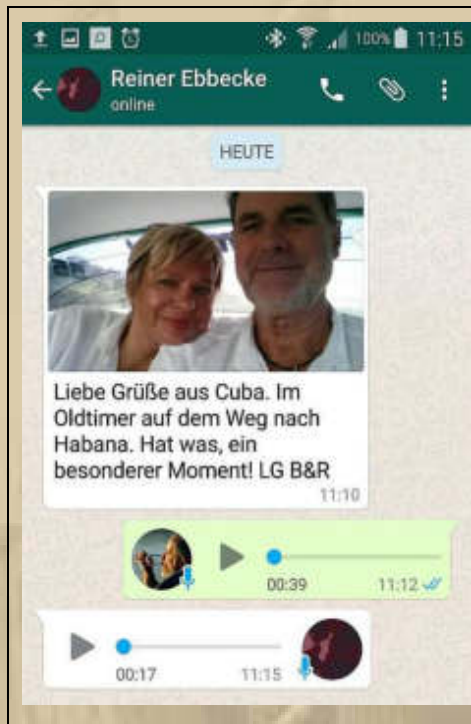 100% 11:15
Reiner Ebbecke
online
HEUTE
Liebe Grüße aus Cuba. Im
Oldtimer auf dem Weg nach
Habana. Hat was, ein
besonderer Moment! LG B&R
11:10
00:39 11:12
00:17 11:15